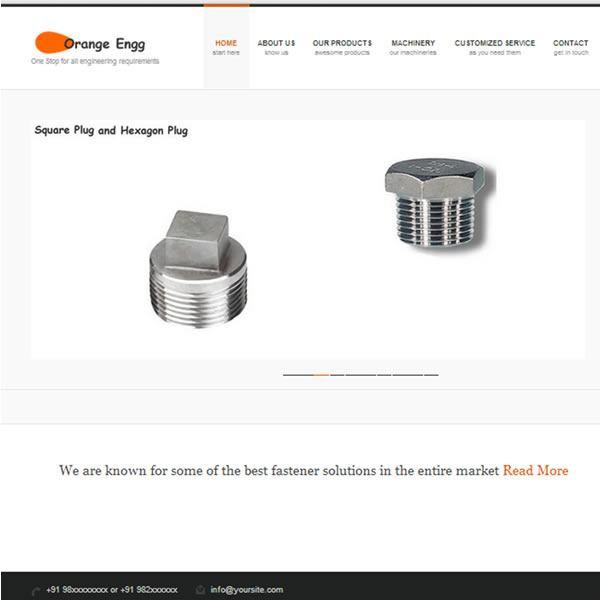 Orange Engg
One Stop for all engineering requirements
HOME
start here
ABOUT US
know us
OUR PRODUCTS
awesome products
MACHINERY
our machineries
CUSTOMIZED SERVICE
as you need them
CONTACT
get in touch
Square Plug and Hexagon Plug
We are known for some of the best fastener solutions in the entire market Read More
+91 98xxxxxxxx or +91 982xxxxxx info@yoursite.com